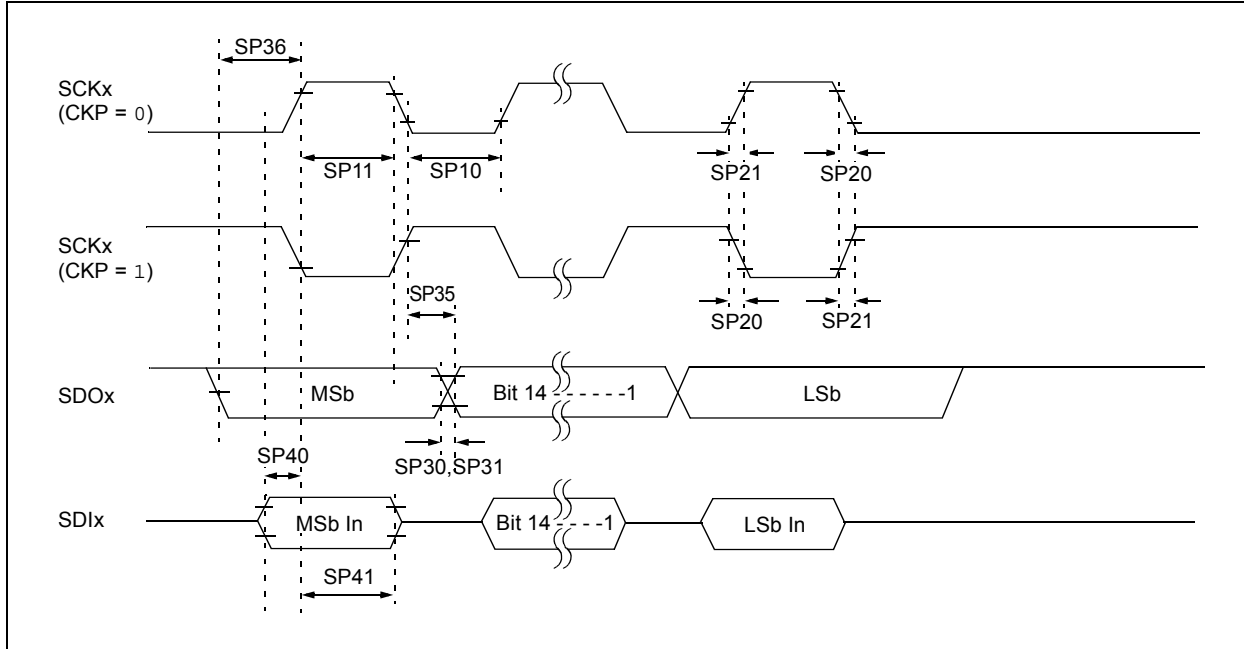 SP36
SCKx
(CKP = 0)
SP11
SP10
SP21
SP20
SCKx
(CKP = 1)
SP35
SP20
SP21
SDOx
MSb
Bit 14 - - - - - -1
LSb
SP40
SP30,SP31
SDIx
MSb In
Bit 14 - - - -1
LSb In
SP41